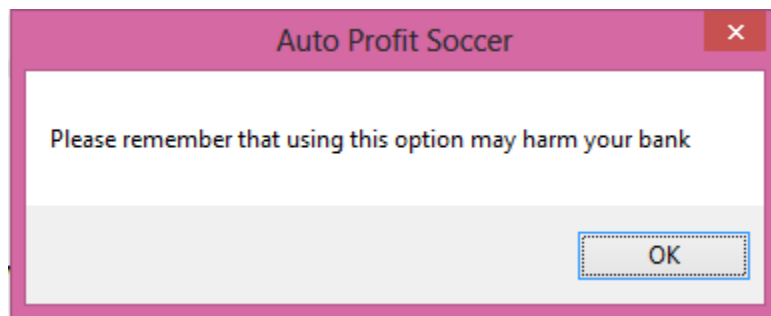 Auto Profit Soccer
Please remember that using this option may harm your bank
OK